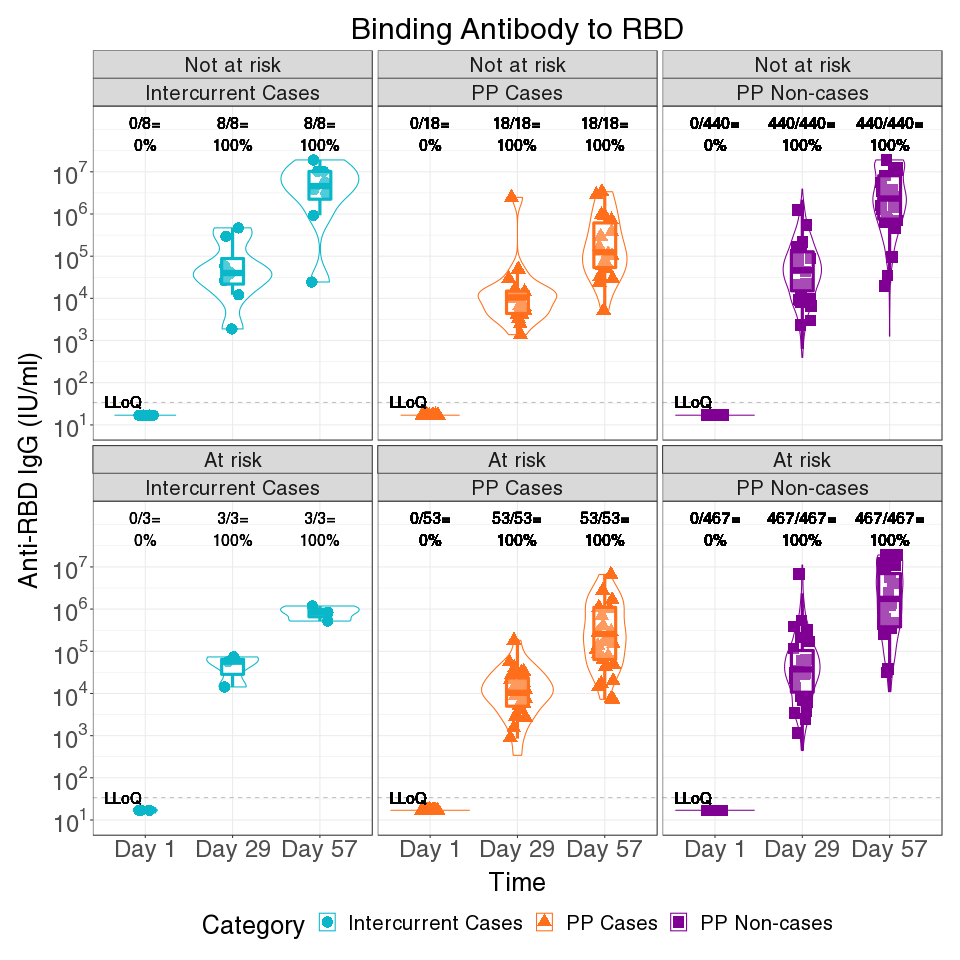 Binding Antibody to RBD
Not at risk
Not at risk
Not at risk
Intercurrent Cases
PP Cases
PP Non-cases
0/8= 8/8= 8/8=
0% 100% 100%
0/18= 18/18= 18/18=
0% 100% 100%
0/440= 440/440= 440/440=
0% 100% 100%
10^7
10^6
10^5
10^4
10^3
10^2
10^1
LLoQ
LLoQ
LLoQ
Anti-RBD IgG (IU/ml)
At risk
At risk
At risk
Intercurrent Cases
PP Cases
PP Non-cases
0/3= 3/3= 3/3=
0% 100% 100%
0/53= 53/53= 53/53=
0% 100% 100%
0/467= 467/467= 467/467=
0% 100% 100%
10^7
10^6
10^5
10^4
10^3
10^2
10^1
LLoQ
LLoQ
LLoQ
Day 1 Day 29 Day 57
Day 1 Day 29 Day 57
Day 1 Day 29 Day 57
Time
Category Intercurrent Cases PP Cases PP Non-cases